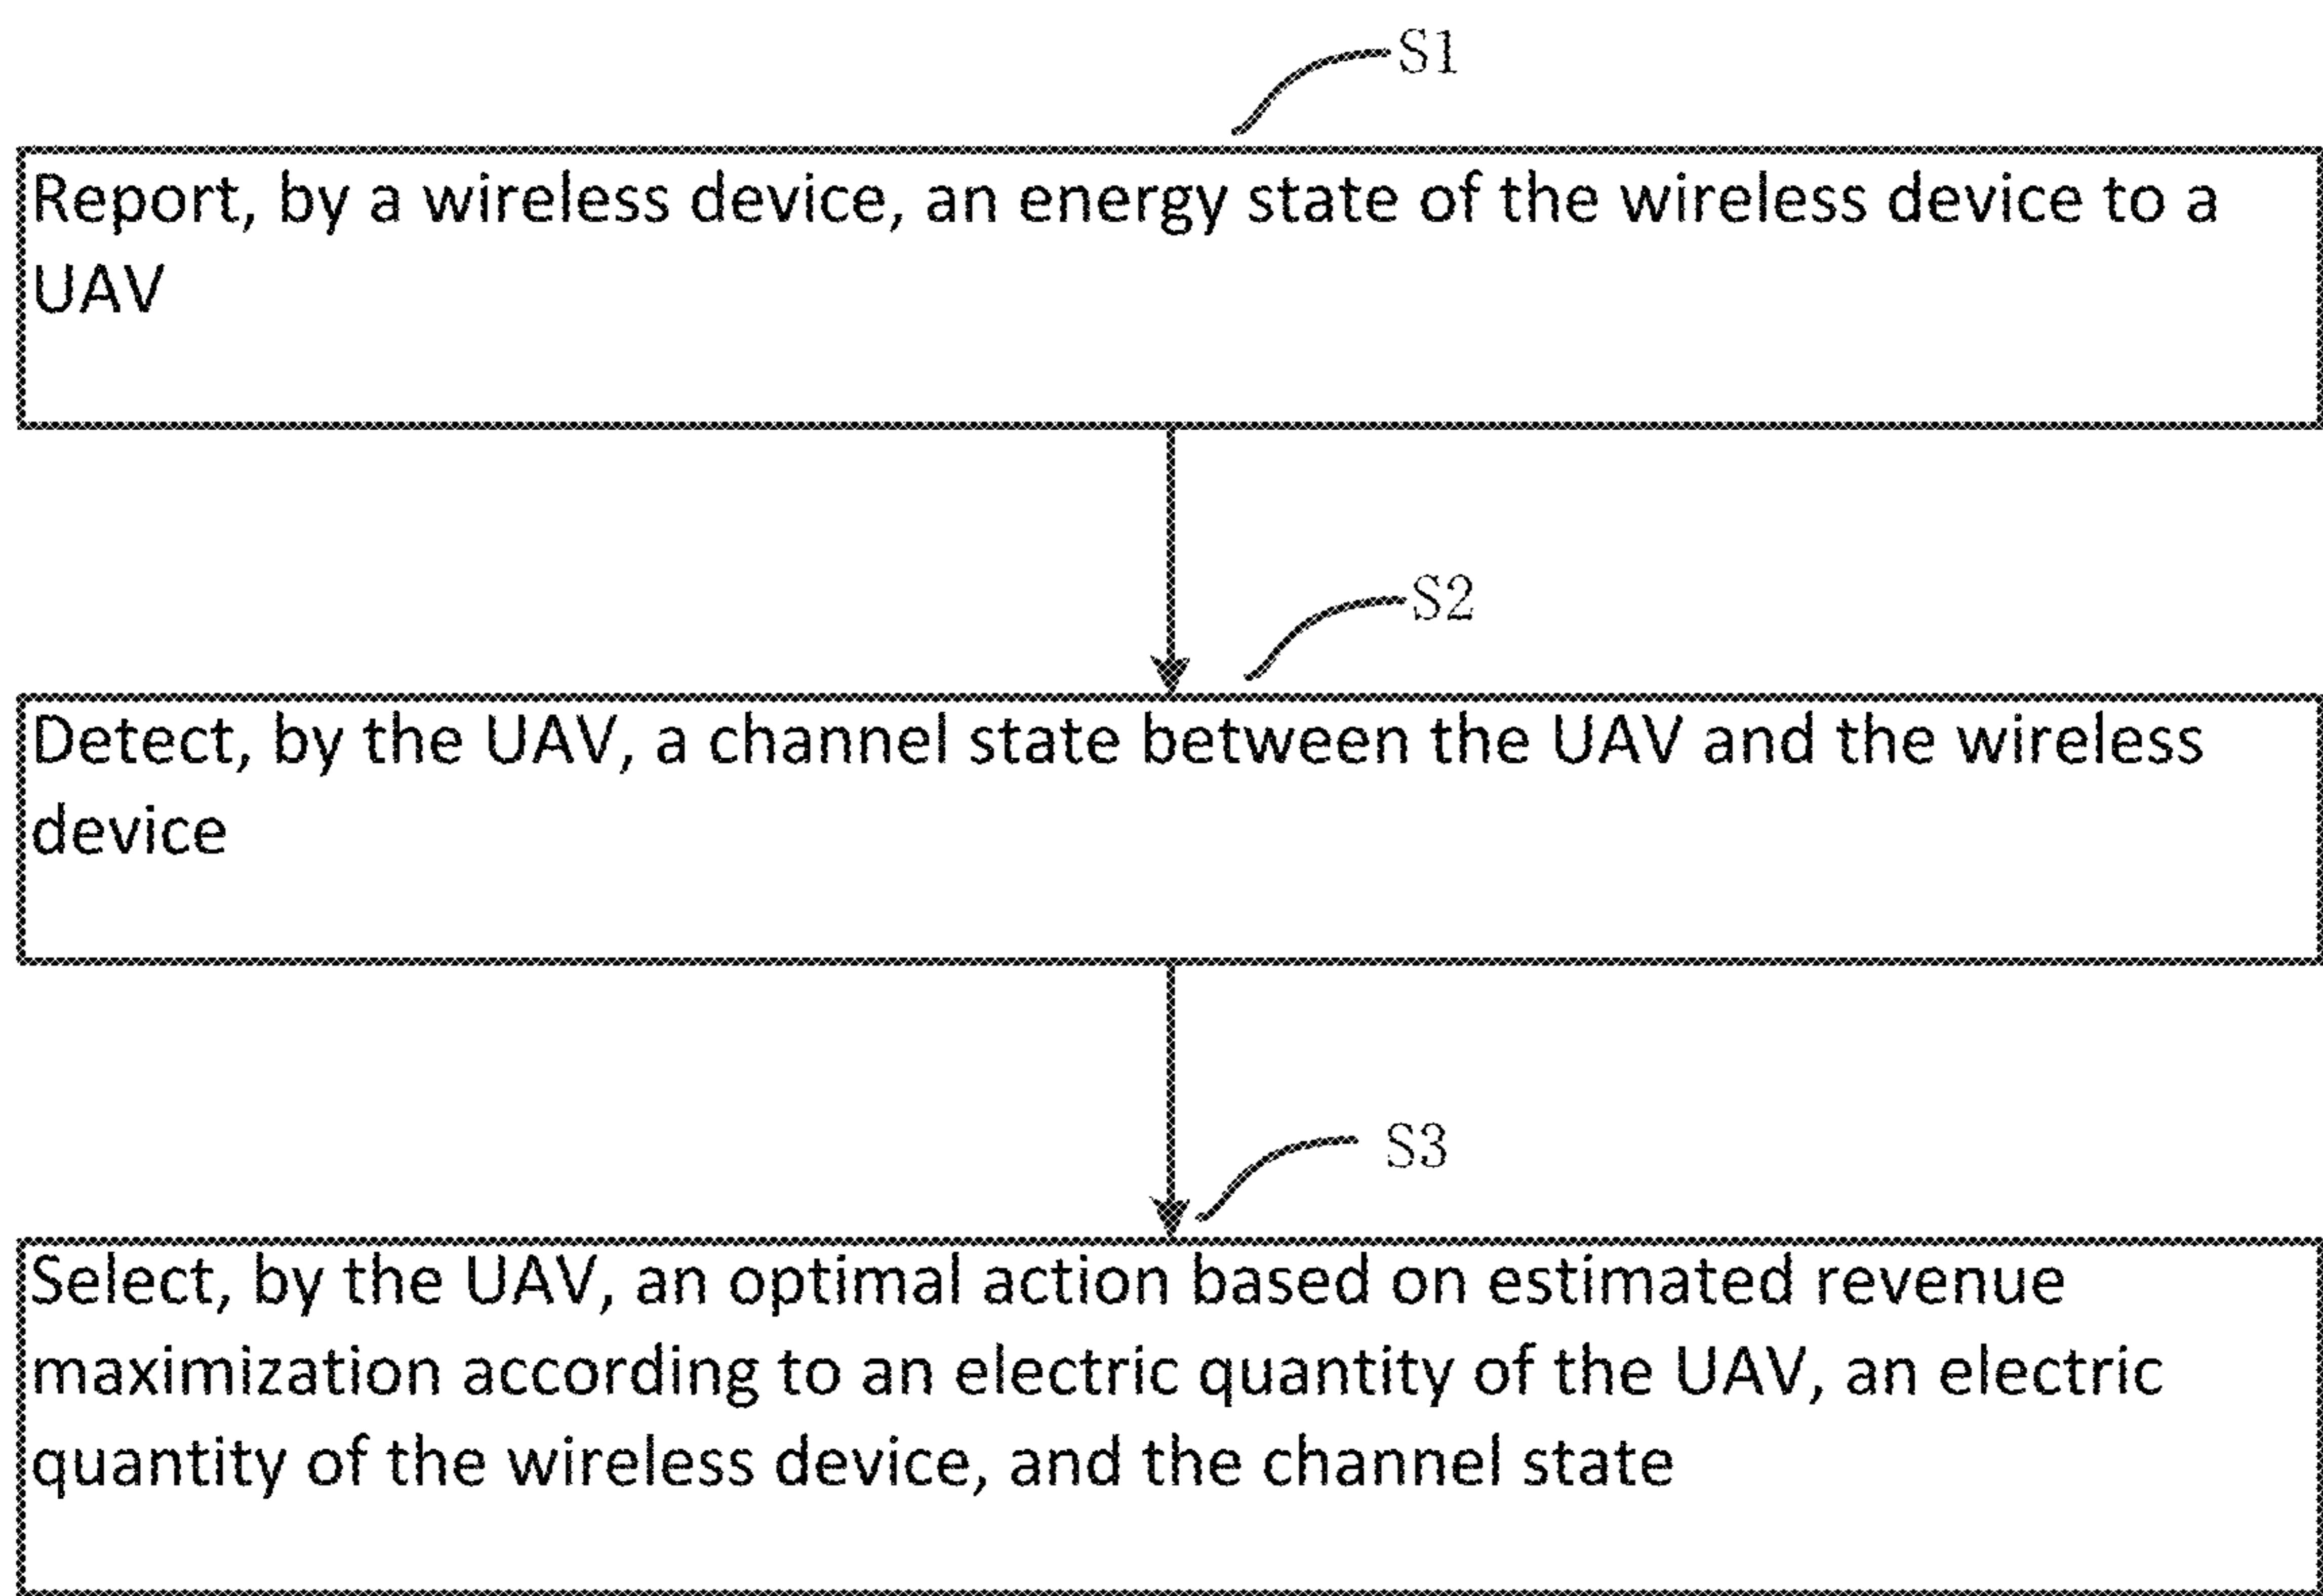 S1
Report, by a wireless device, an energy state of the wireless device to a
UAV
S2
Detect, by the UAV, a channel state between the UAV and the wireless
device
S3
Select, by the UAV, an optimal action based on estimated revenue
maximization according to an electric quantity of the UAV, an electric
quantity of the wireless device, and the channel state